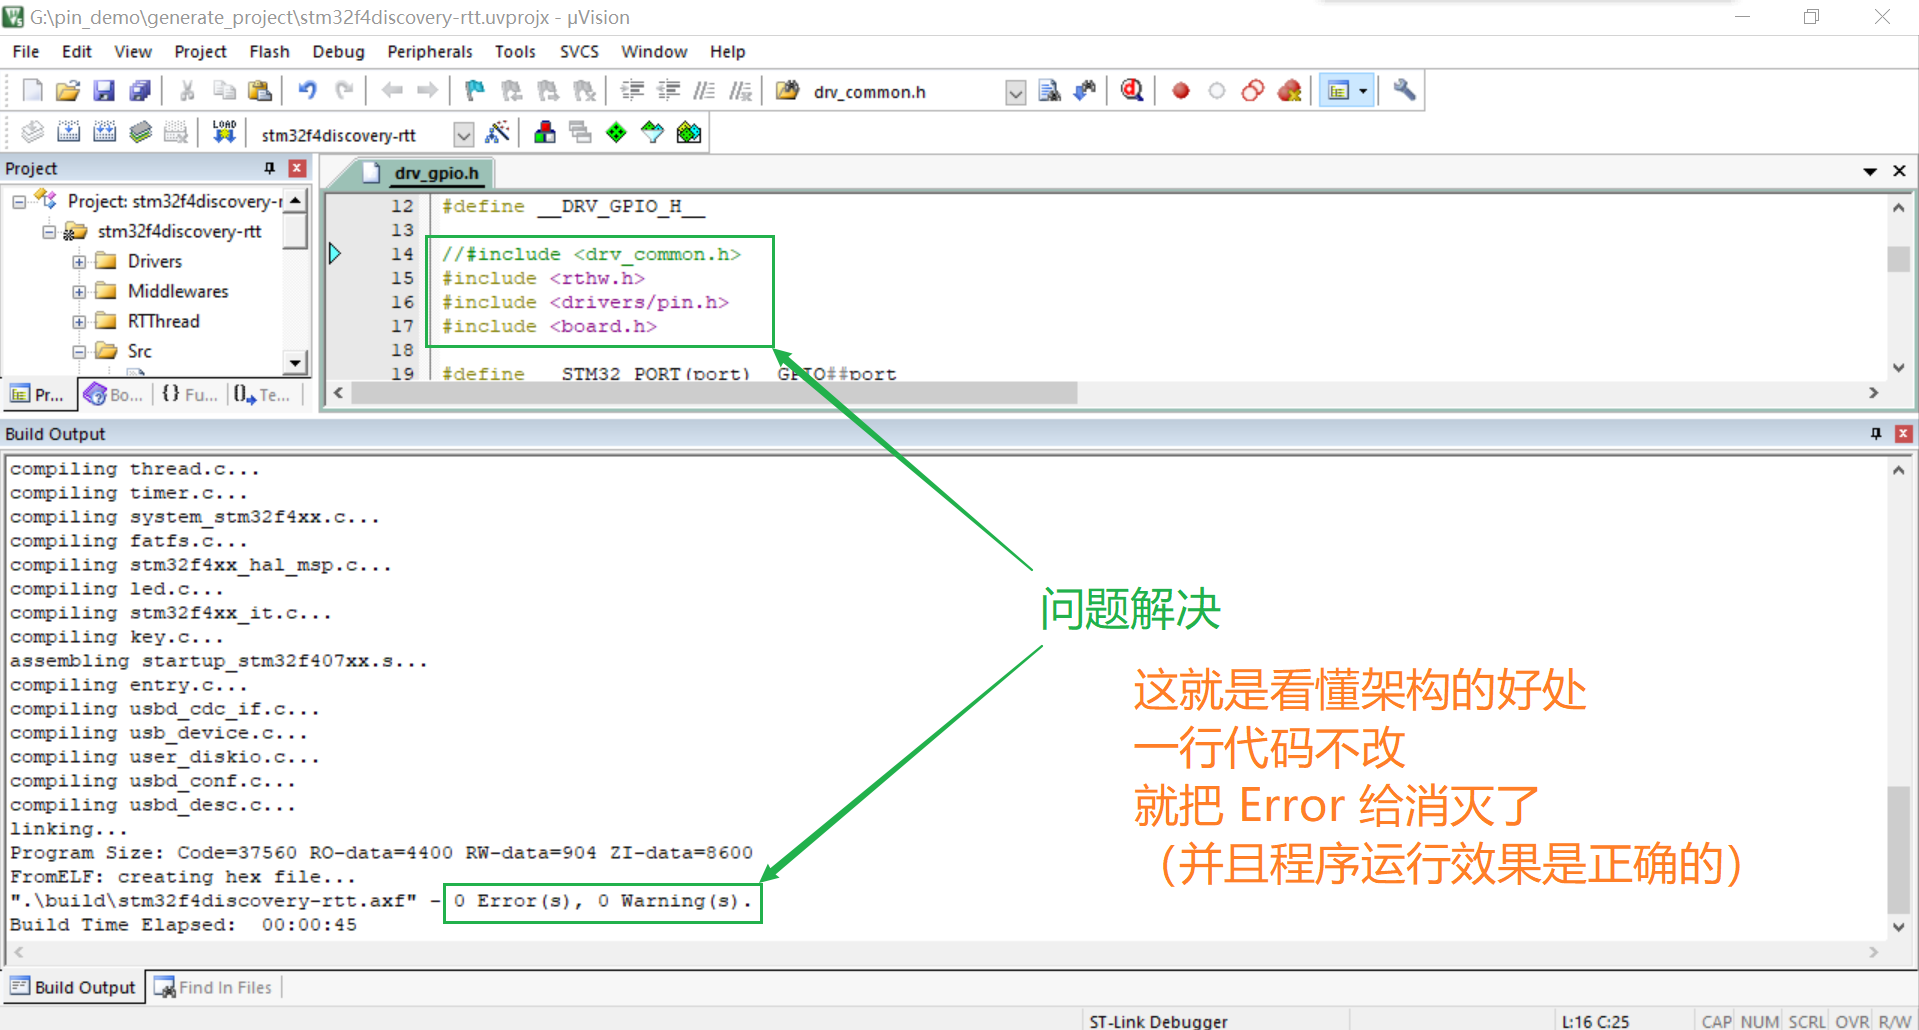 G:\pin_demo\generate_project\stm32f4discovery-rtt.uvprojx - µVision
File Edit View Project Flash Debug Peripherals Tools SVCS Window Help
drv_common.h
LOAD
stm32f4discovery-rtt
Project
Project: stm32f4discovery-r
stm32f4discovery-rtt
Drivers
Middlewares
RTThread
Src
Pr... Bo... {} Fu... Te...
drv_gpio.h
12 #define __DRV_GPIO_H__
13
14 //#include <drv_common.h>
15 #include <rthw.h>
16 #include <drivers/pin.h>
17 #include <board.h>
18
19 #define __STM32_PORT(port) GPIO##port
Build Output
compiling thread.c...
compiling timer.c...
compiling system_stm32f4xx.c...
compiling fatfs.c...
compiling stm32f4xx_hal_msp.c...
compiling led.c...
compiling stm32f4xx_it.c...
compiling key.c...
assembling startup_stm32f407xx.s...
compiling entry.c...
compiling usbd_cdc_if.c...
compiling usb_device.c...
compiling user_diskio.c...
compiling usbd_conf.c...
compiling usbd_desc.c...
linking...
Program Size: Code=37560 RO-data=4400 RW-data=904 ZI-data=8600
FromELF: creating hex file...
".\build\stm32f4discovery-rtt.axf" - 0 Error(s), 0 Warning(s).
Build Time Elapsed:  00:00:45
问题解决
这就是看懂架构的好处
一行代码不改
就把 Error 给消灭了
（并且程序运行效果是正确的）
Build Output Find In Files
ST-Link Debugger L:16 C:25 CAP NUM SCRL OVR R/W